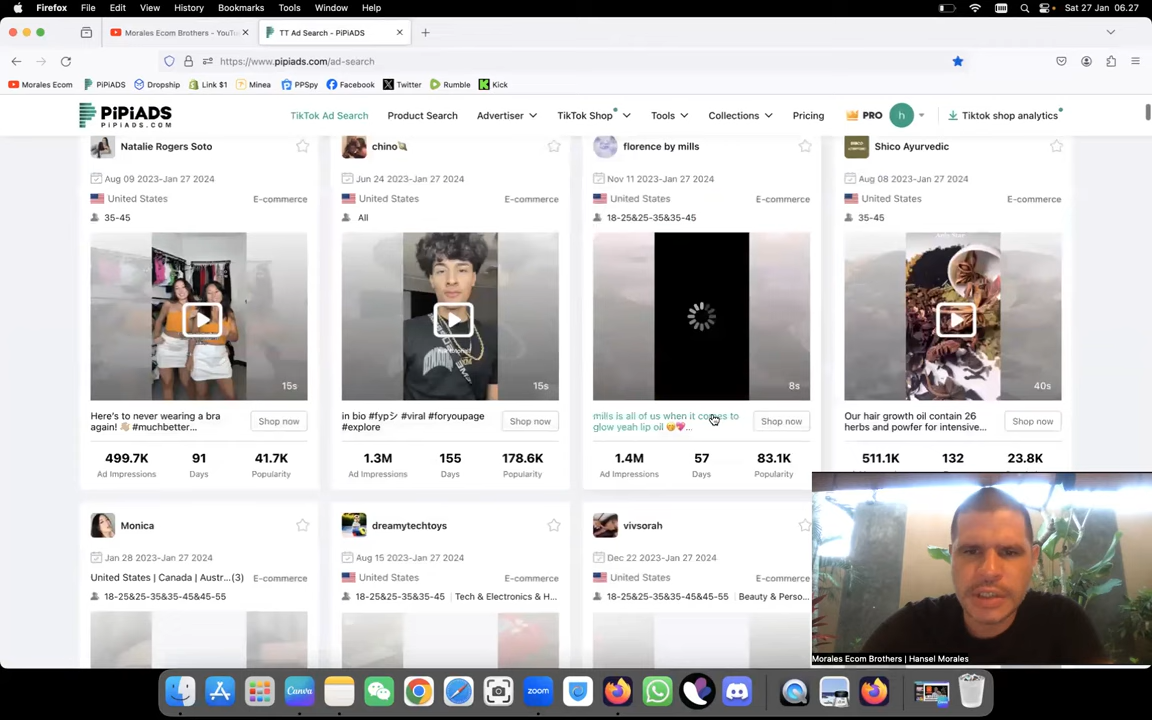 Firefox File Edit View History Bookmarks Tools Window Help Sat 27 Jan 06.27
Morales Ecom Brothers - YouTu
TT Ad Search - PiPiADS
https://www.pipiads.com/ad-search
Morales Ecom PiPiADS Dropship Link $1 Minea PPSpy Facebook Twitter Rumble Kick
PiPiADS
PIPIADS.COM
TikTok Ad Search Product Search Advertiser TikTok Shop Tools Collections Pricing PRO h Tiktok shop analytics
Natalie Rogers Soto
Aug 09 2023-Jan 27 2024
United States E-commerce
35-45
15s
Here's to never wearing a bra
again! 👋🏼 #muchbetter...
Shop now
499.7K 91 41.7K
Ad Impressions Days Popularity
chino
Jun 24 2023-Jan 27 2024
United States E-commerce
All
15s
in bio #fypシ #viral #foryoupage
#explore
Shop now
1.3M 155 178.6K
Ad Impressions Days Popularity
florence by mills
Nov 11 2023-Jan 27 2024
United States E-commerce
18-25&25-35&35-45
8s
mills is all of us when it comes to
glow yeah lip oil 😋💖...
Shop now
1.4M 57 83.1K
Ad Impressions Days Popularity
Shico Ayurvedic
Aug 08 2023-Jan 27 2024
United States E-commerce
35-45
40s
Our hair growth oil contain 26
herbs and powfer for intensive...
Shop now
511.1K 132 23.8K
Monica
Jan 28 2023-Jan 27 2024
United States | Canada | Austr...(3) E-commerce
18-25&25-35&35-45&45-55
dreamytechtoys
Aug 15 2023-Jan 27 2024
United States E-commerce
18-25&25-35&35-45 | Tech & Electronics & H...
vivsorah
Dec 22 2023-Jan 27 2024
United States E-commerce
18-25&25-35&35-45&45-55 | Beauty & Perso...
Morales Ecom Brothers | Hansel Morales
zoom